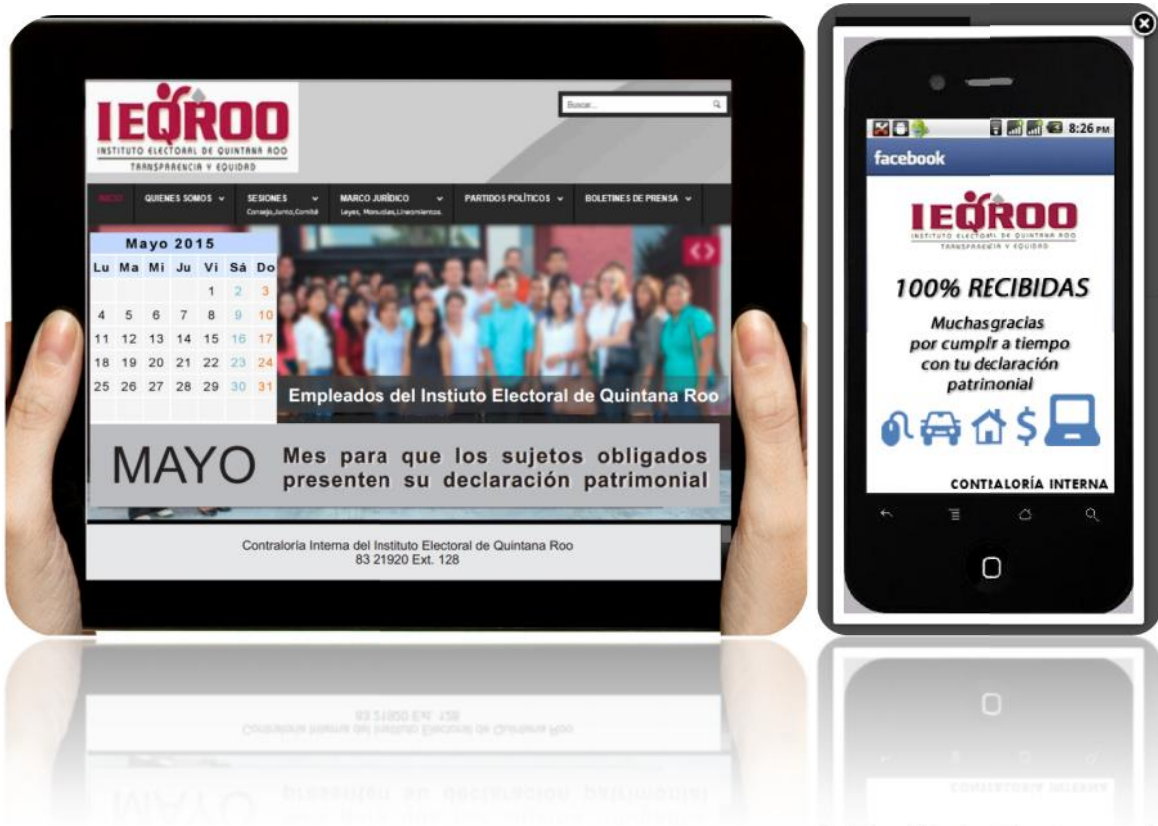 IEQROO
INSTITUTO ELECTORAL DE QUINTANA ROO
TRANSPARENCIA Y EQUIDAD
Buscar...
INICIO
QUIENES SOMOS
SESIONES
Consejo,Junta,Comité
MARCO JURÍDICO
Leyes, Manuales,Lineamientos.
PARTIDOS POLÍTICOS
BOLETINES DE PRENSA
Mayo 2015
Lu Ma Mi Ju Vi Sá Do
1 2 3
4 5 6 7 8 9 10
11 12 13 14 15 16 17
18 19 20 21 22 23 24
25 26 27 28 29 30 31
Empleados del Instiuto Electoral de Quintana Roo
MAYO
Mes para que los sujetos obligados
presenten su declaración patrimonial
Contraloría Interna del Instituto Electoral de Quintana Roo
83 21920 Ext. 128
8:26 PM
facebook
IEQROO
INSTITUTO ELECTORAL DE QUINTANA ROO
TRANSPARENCIA Y EQUIDAD
100% RECIBIDAS
Muchas gracias
por cumplir a tiempo
con tu declaración
patrimonial
$
CONTRALORÍA INTERNA